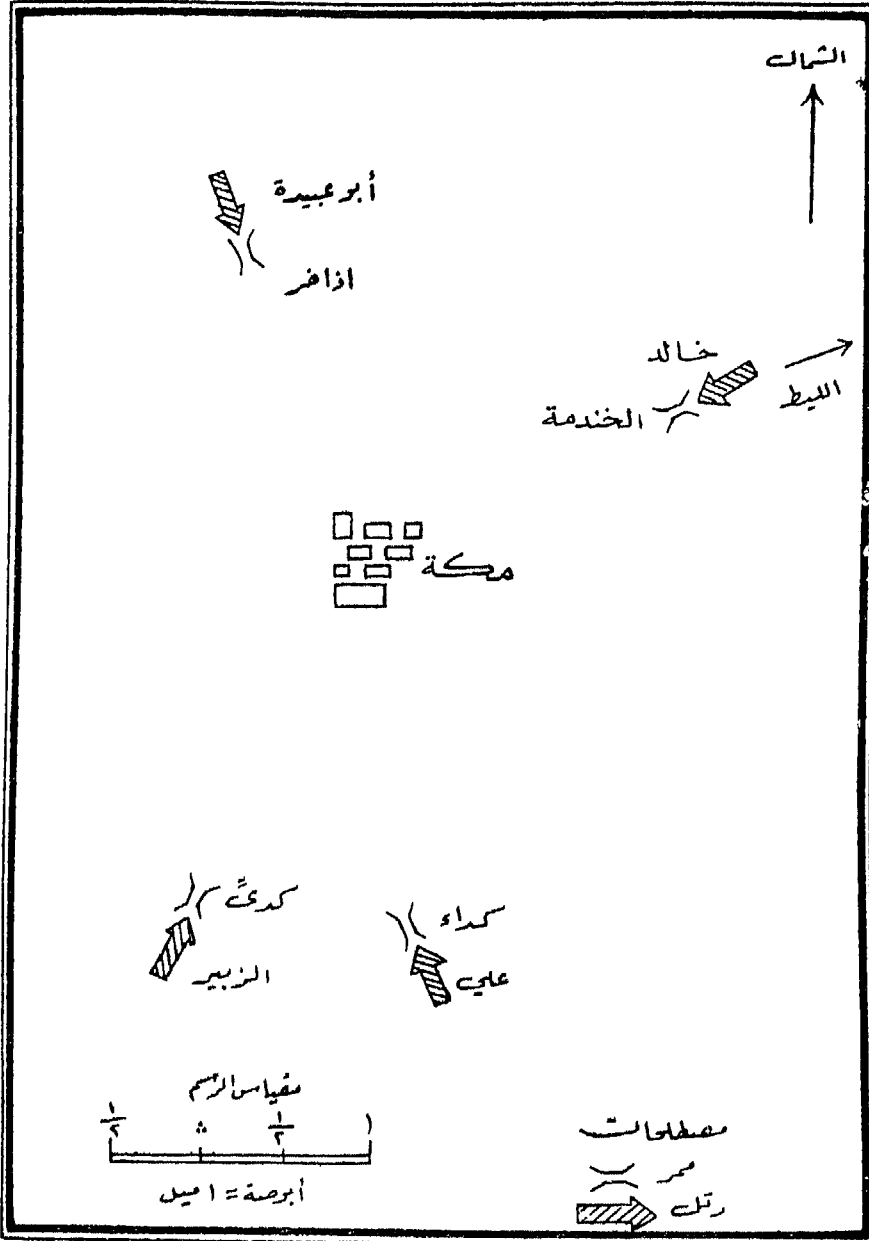 الشمال
أبو عبيدة
اذاخر
خالد
الليط
الخندمة
مكة
كدىً
كداء
الزبير
علي
مقياس الرسم
١/٢ ٠ ١/٢ ١
أبوصة = ١ ميل
مصطلحات
ممر
رتل